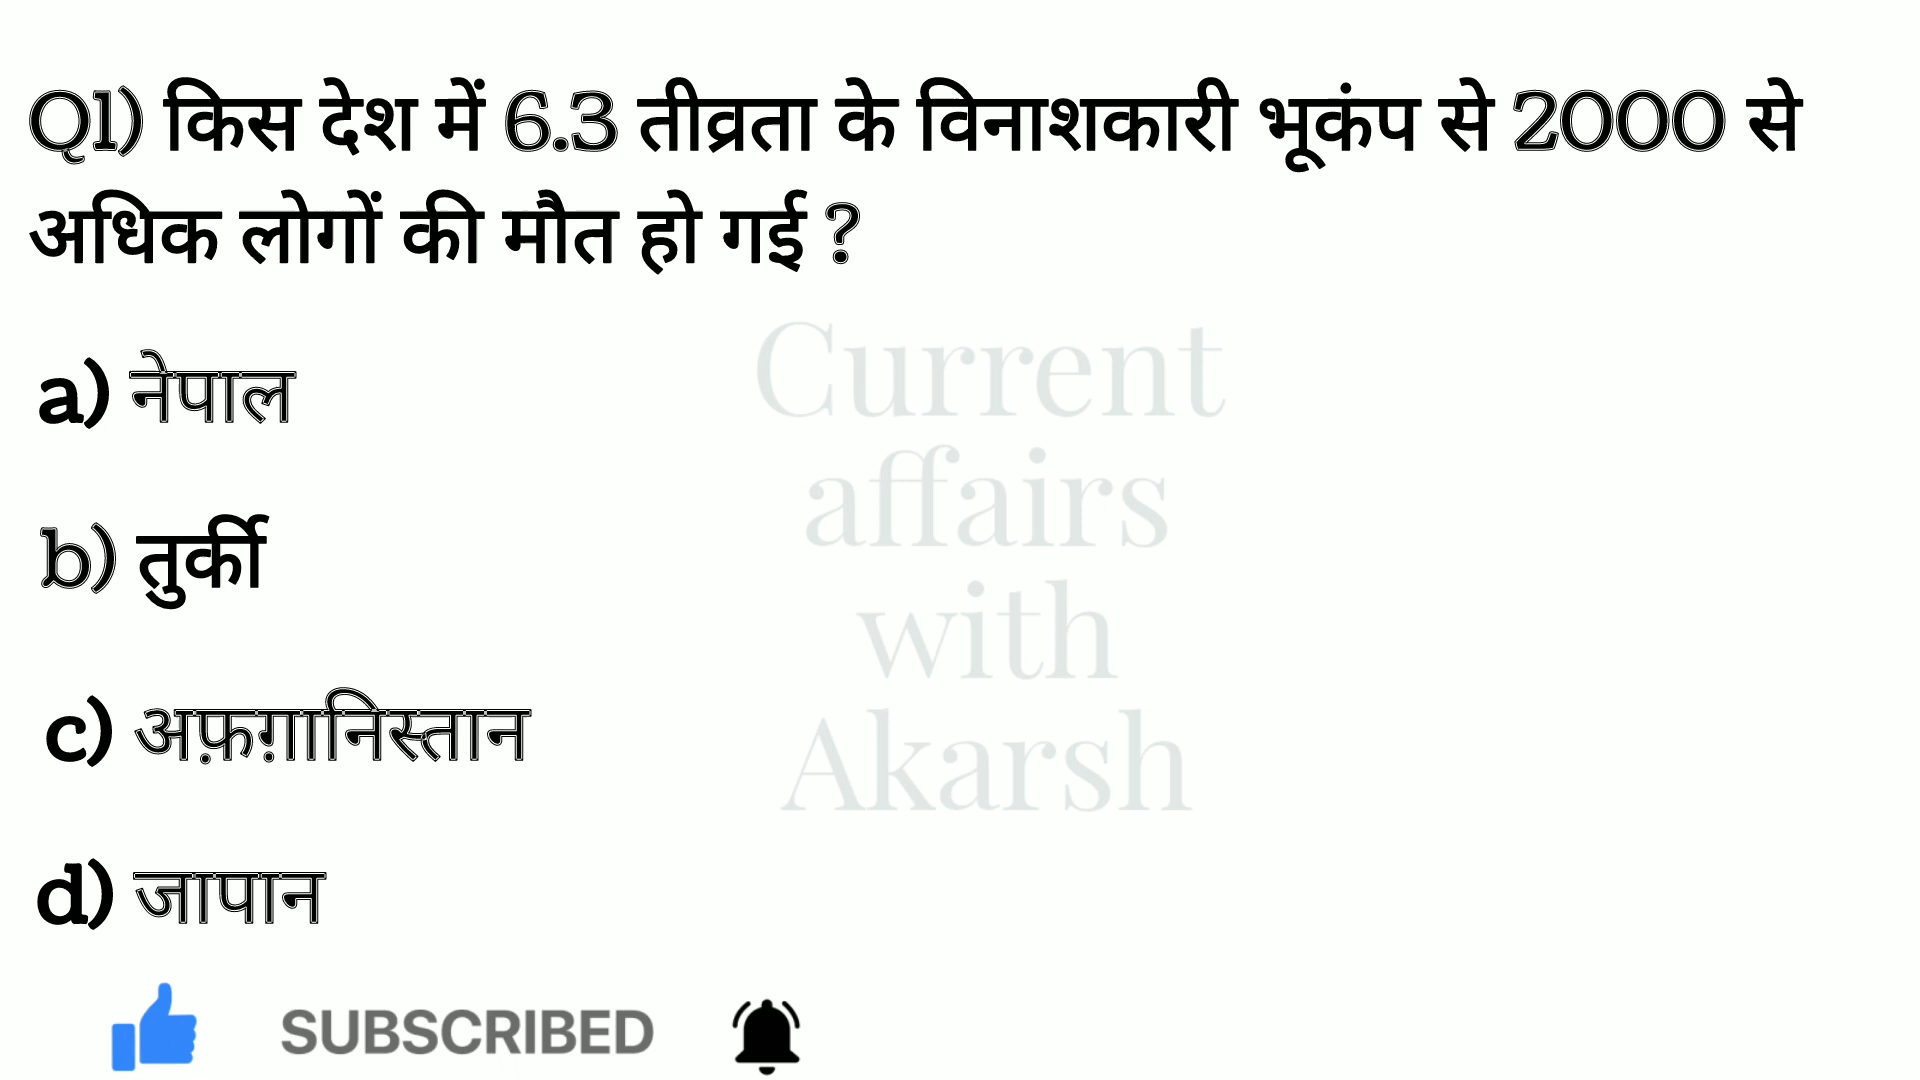 Q1) किस देश में 6.3 तीव्रता के विनाशकारी भूकंप से 2000 से
अधिक लोगों की मौत हो गई ?
a) नेपाल
b) तुर्की
c) अफ़ग़ानिस्तान
d) जापान
Current
affairs
with
Akarsh
SUBSCRIBED